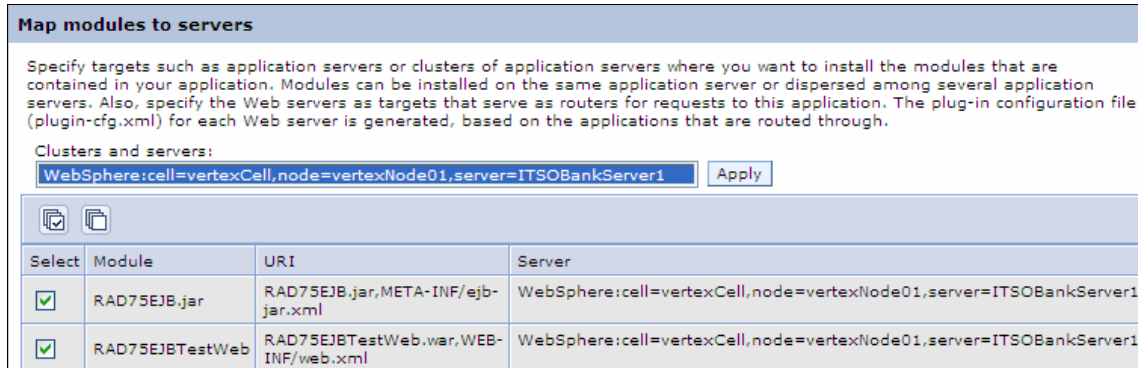 Map modules to servers
Specify targets such as application servers or clusters of application servers where you want to install the modules that are
contained in your application. Modules can be installed on the same application server or dispersed among several application
servers. Also, specify the Web servers as targets that serve as routers for requests to this application. The plug-in configuration file
(plugin-cfg.xml) for each Web server is generated, based on the applications that are routed through.
Clusters and servers:
WebSphere:cell=vertexCell,node=vertexNode01,server=ITSOBankServer1 Apply
Select Module URI Server
RAD75EJB.jar RAD75EJB.jar,META-INF/ejb- WebSphere:cell=vertexCell,node=vertexNode01,server=ITSOBankServer1
jar.xml
RAD75EJBTestWeb RAD75EJBTestWeb.war,WEB- WebSphere:cell=vertexCell,node=vertexNode01,server=ITSOBankServer1
INF/web.xml